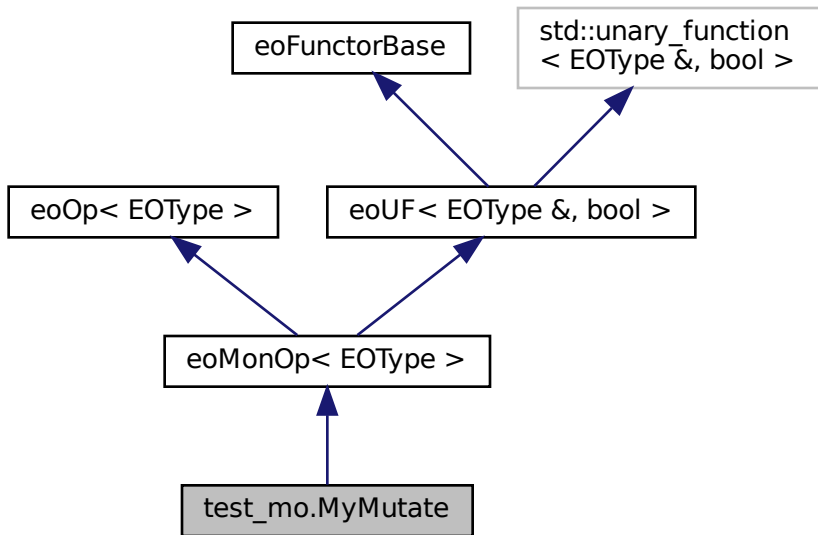 eoFunctorBase
std::unary_function
< EOType &, bool >
eoOp< EOType >
eoUF< EOType &, bool >
eoMonOp< EOType >
test_mo.MyMutate